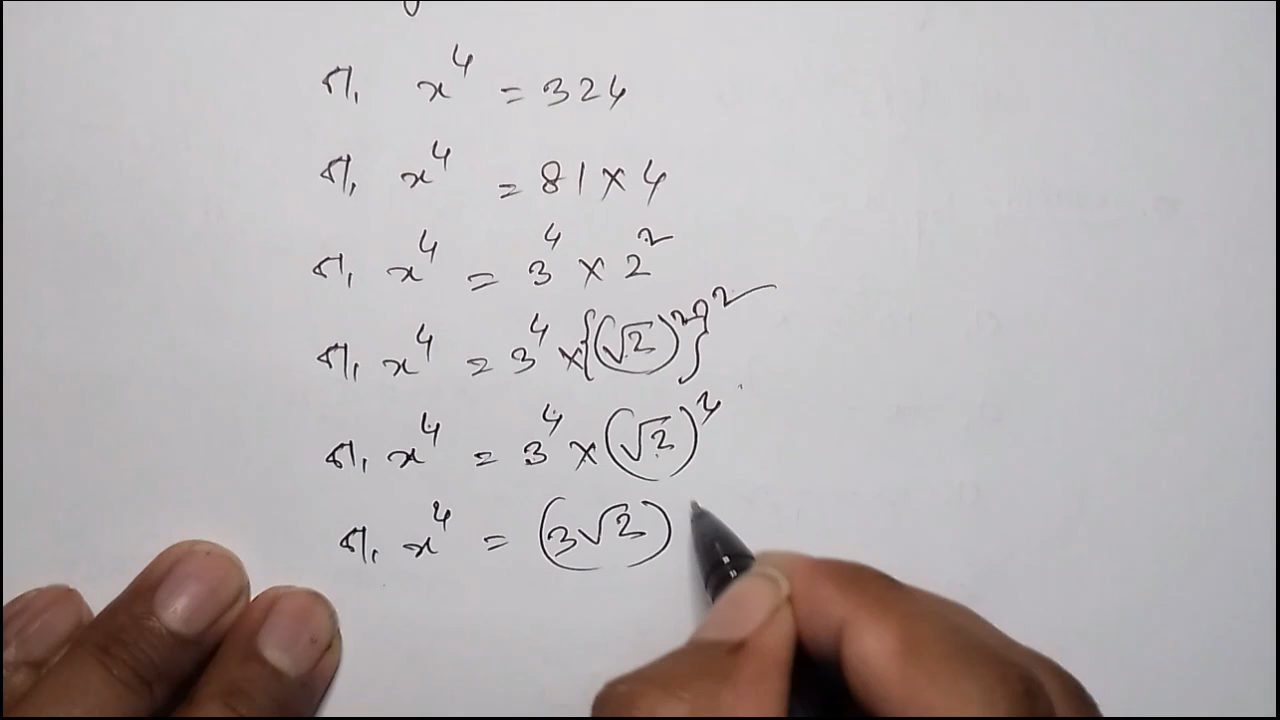 বা, x⁴ = 324
বা, x⁴ = 81 × 4
বা, x⁴ = 3⁴ × 2²
বা, x⁴ = 3⁴ × {(√2)²}²
বা, x⁴ = 3⁴ × (√2)⁴
বা, x⁴ = (3√2)